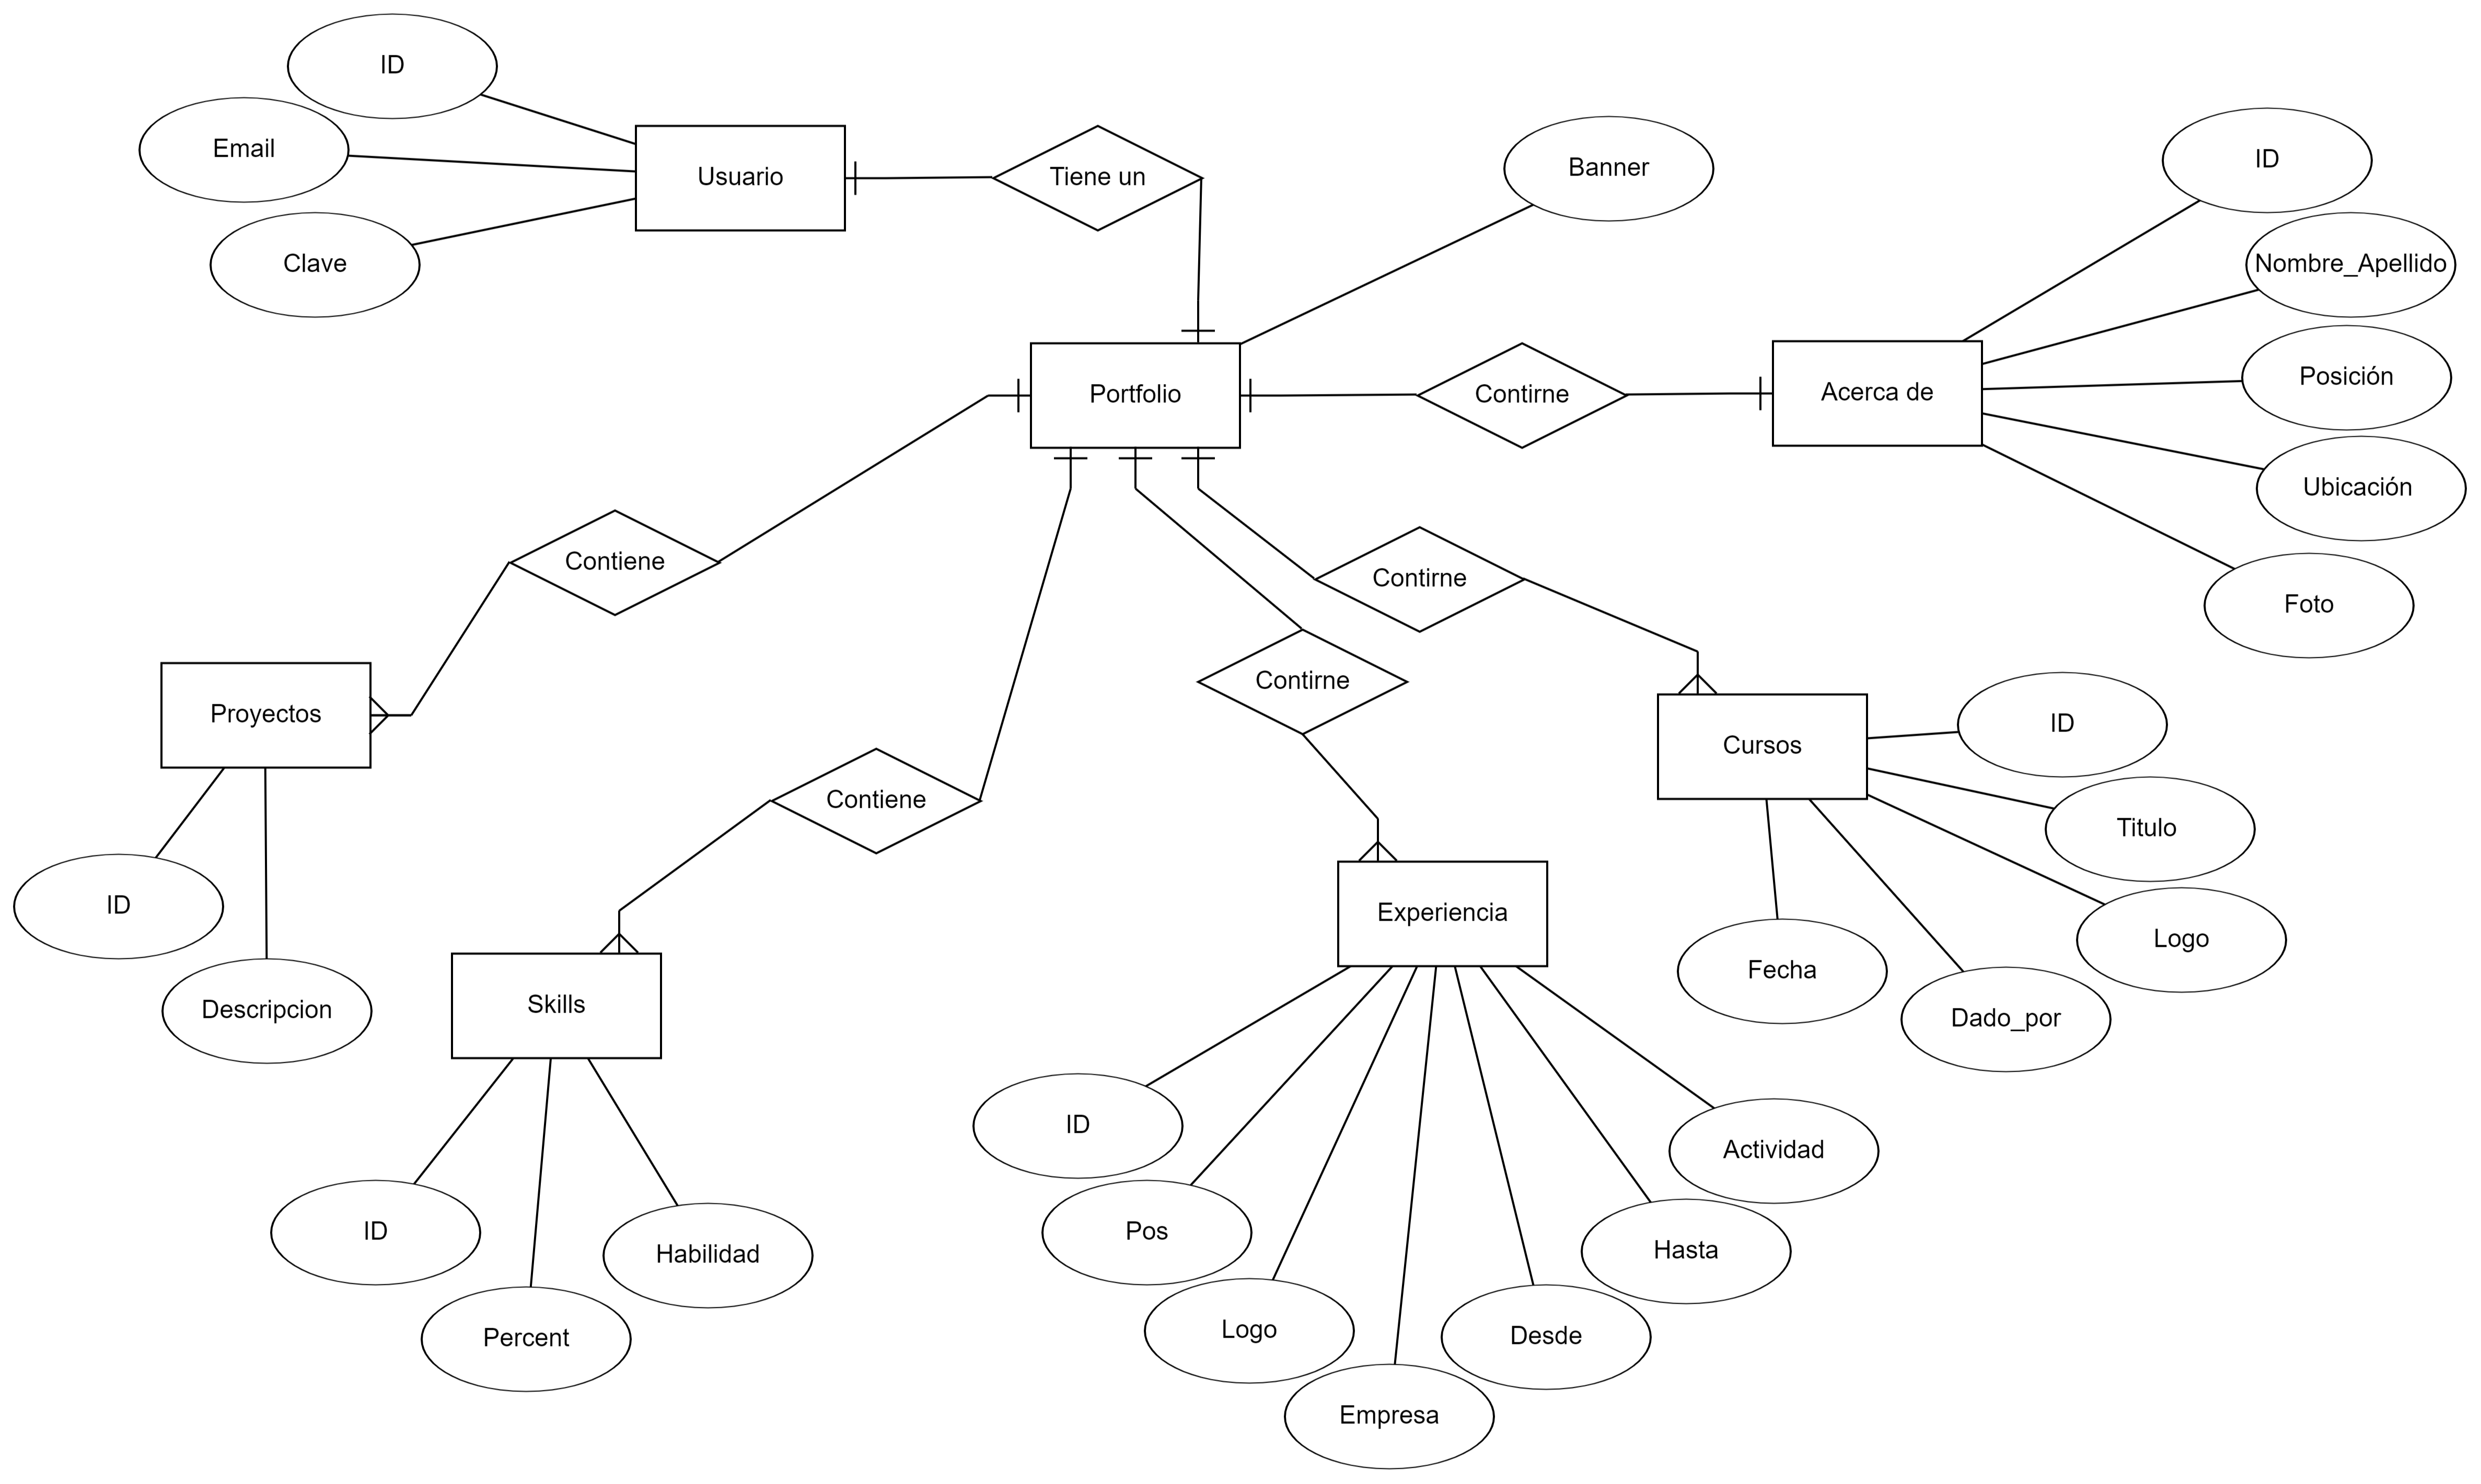 ID
Email
Usuario
Tiene un
Clave
Banner
ID
Nombre_Apellido
Portfolio
Contirne
Acerca de
Posición
Ubicación
Contiene
Contirne
Foto
Contirne
Proyectos
Cursos
ID
Contiene
Titulo
ID
Experiencia
Logo
Descripcion
Skills
Fecha
Dado_por
ID
Actividad
ID
Pos
Habilidad
Hasta
Percent
Logo
Desde
Empresa